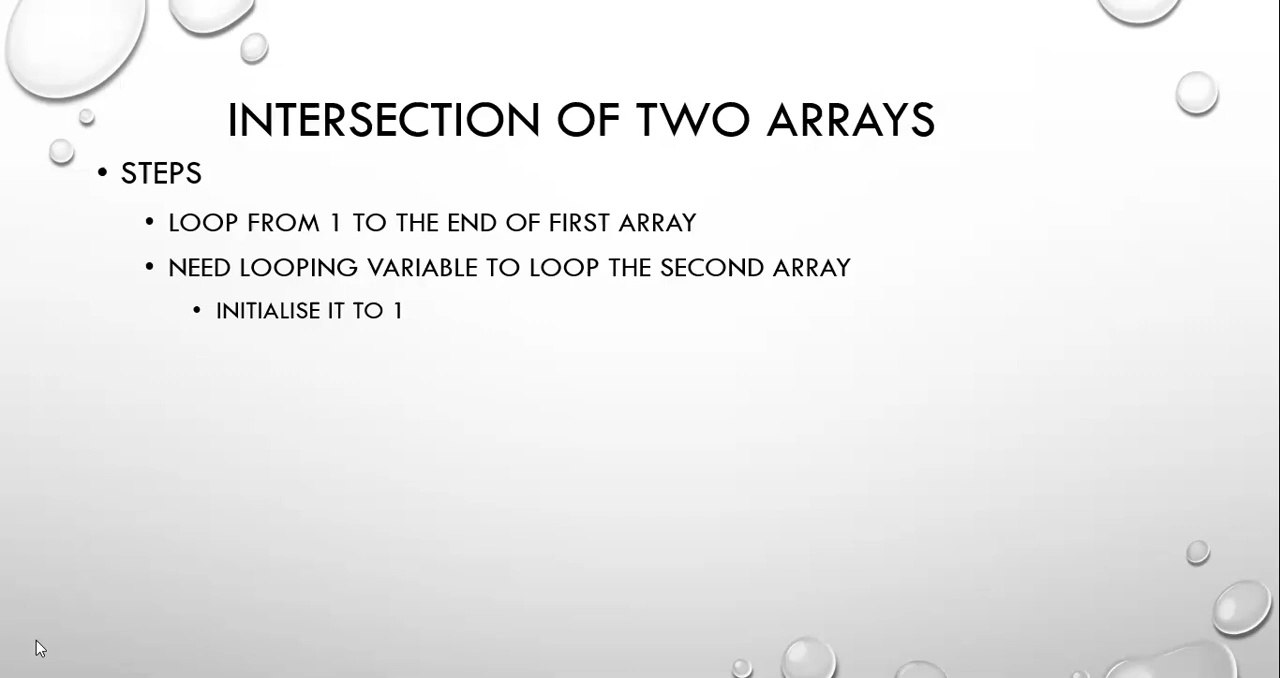 INTERSECTION OF TWO ARRAYS
• STEPS
• LOOP FROM 1 TO THE END OF FIRST ARRAY
• NEED LOOPING VARIABLE TO LOOP THE SECOND ARRAY
• INITIALISE IT TO 1